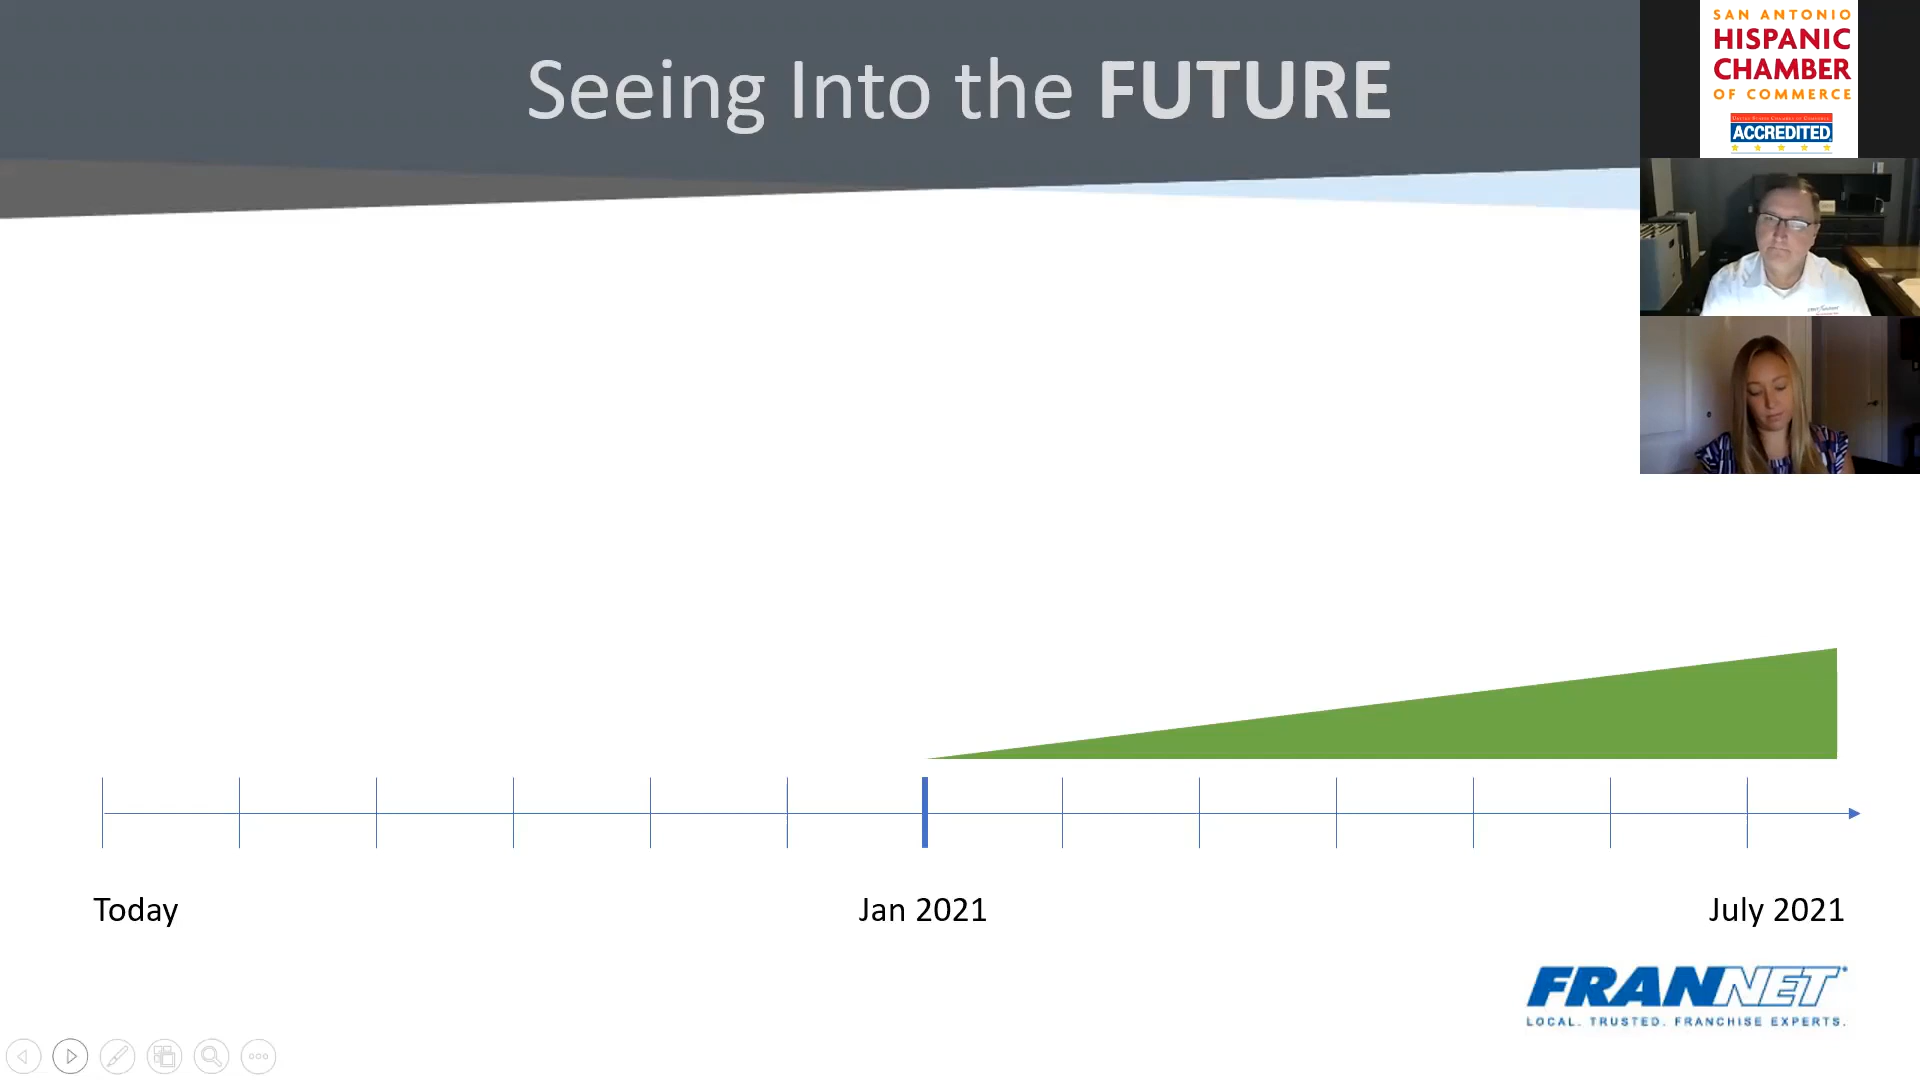 Seeing Into the FUTURE
SAN ANTONIO
HISPANIC
CHAMBER
OF COMMERCE
ACCREDITED
Today
Jan 2021
July 2021
FRANNET
LOCAL. TRUSTED. FRANCHISE EXPERTS.